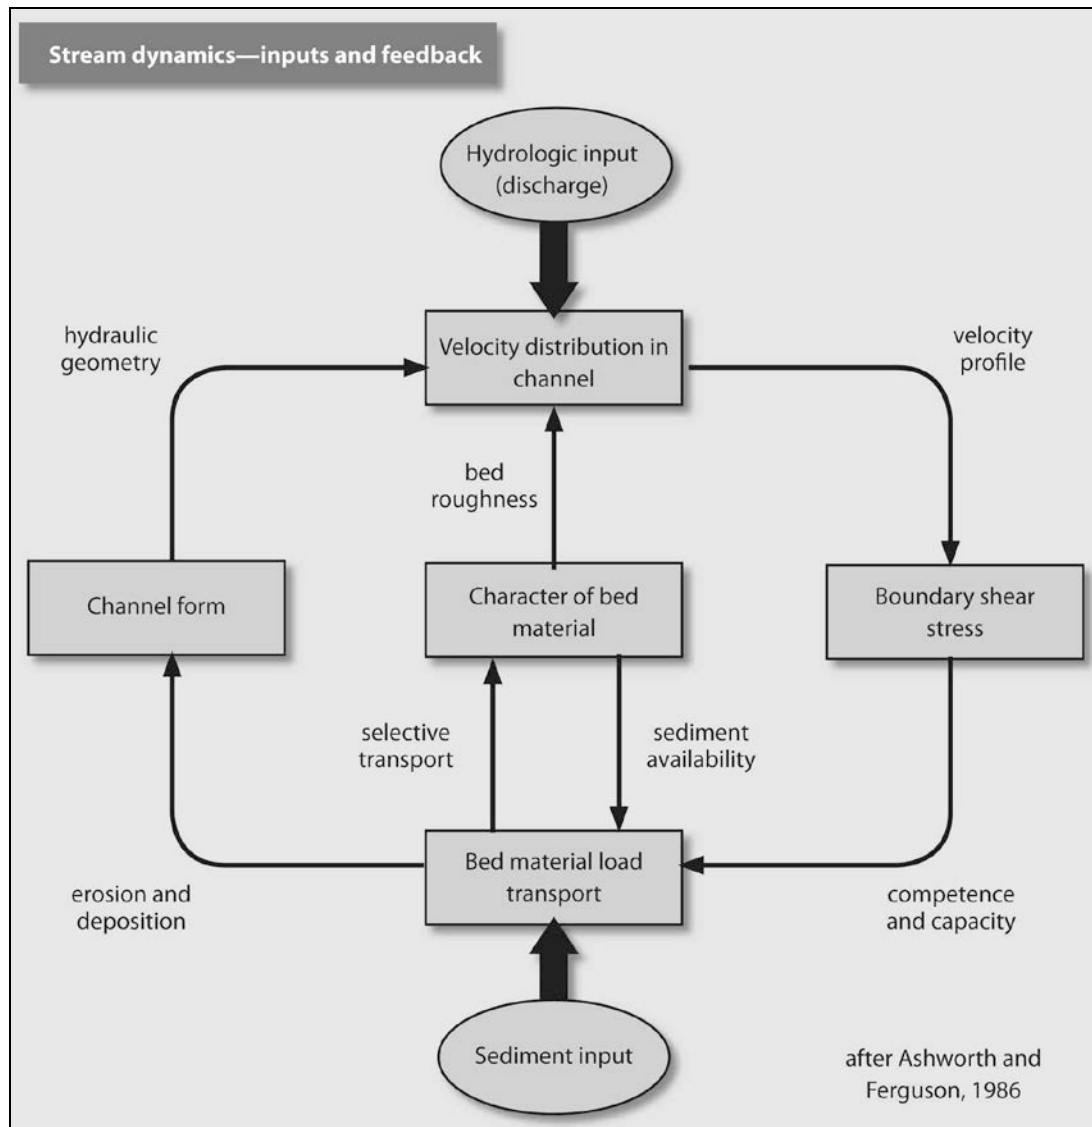 Stream dynamics—inputs and feedback
Hydrologic input
(discharge)
hydraulic
geometry
Velocity distribution in
channel
velocity
profile
bed
roughness
Channel form
Character of bed
material
Boundary shear
stress
selective
transport
sediment
availability
erosion and
deposition
Bed material load
transport
competence
and capacity
Sediment input
after Ashworth and
Ferguson, 1986